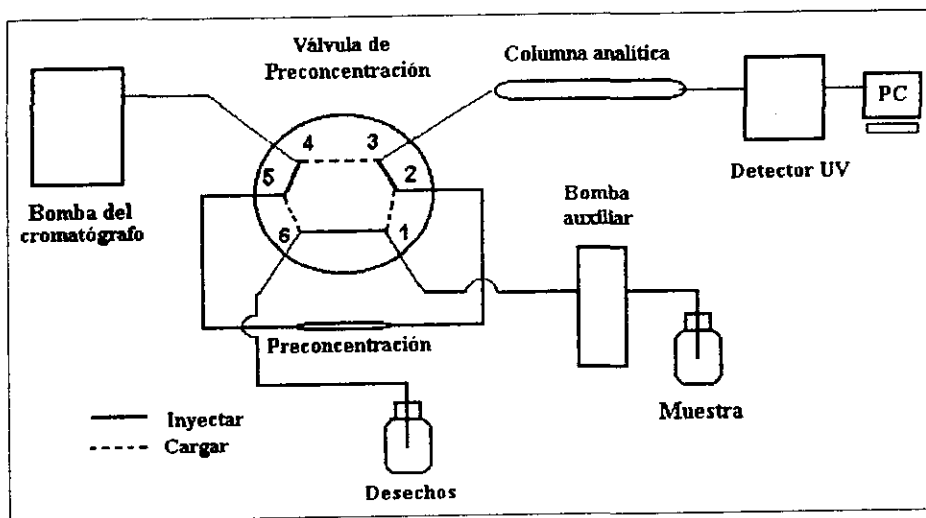 Válvula de
Preconcentración
Columna analítica
PC
Detector UV
4
3
5
2
6
1
Bomba del
cromatógrafo
Bomba
auxiliar
Preconcentración
Muestra
Inyectar
Cargar
Desechos